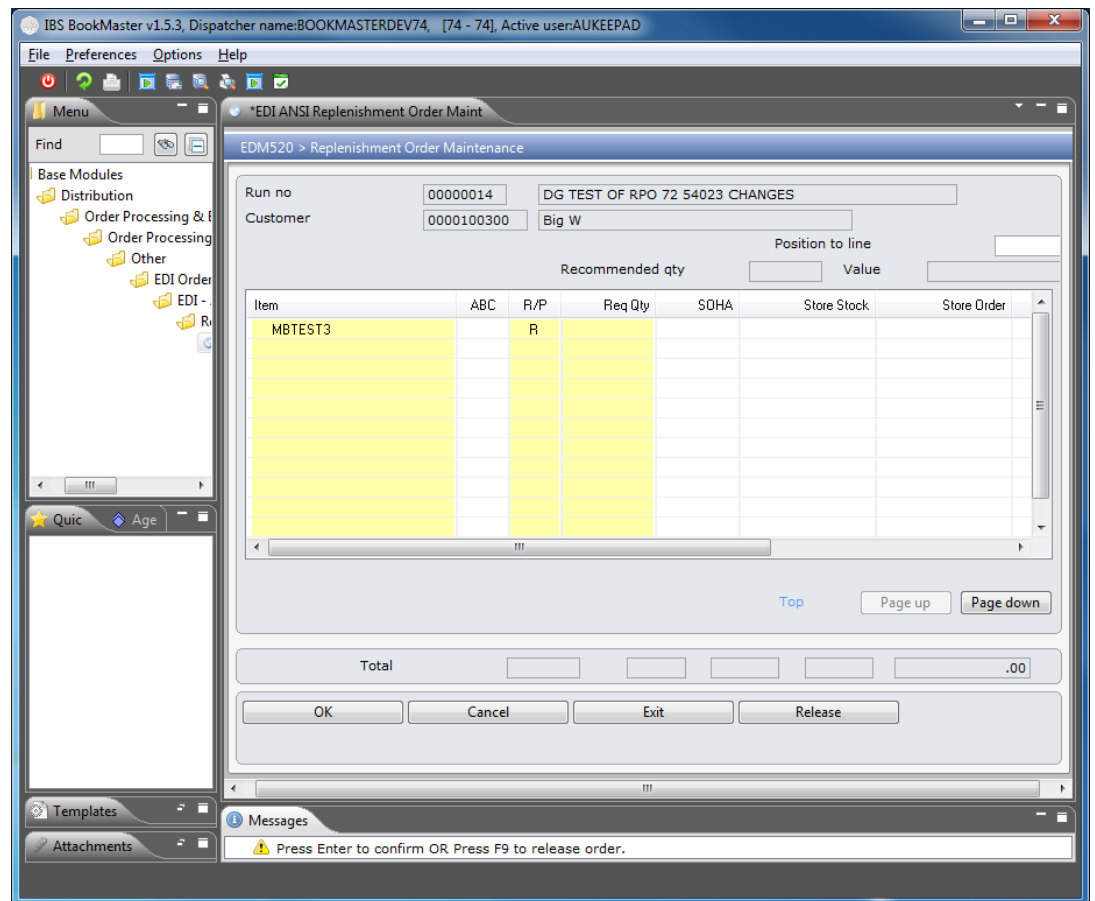 IBS BookMaster v1.5.3, Dispatcher name:BOOKMASTERDEV74, [74 - 74], Active user:AUKEEPAD
File Preferences Options Help
Menu
*EDI ANSI Replenishment Order Maint
Find
EDM520 > Replenishment Order Maintenance
Base Modules
Distribution
Order Processing & E
Order Processing
Other
EDI Order
EDI - .
Re
Run no 00000014 DG TEST OF RPO 72 54023 CHANGES
Customer 0000100300 Big W
Position to line
Recommended qty Value
Item ABC R/P Req Qty SOHA Store Stock Store Order
MBTEST3 R
Quic Age
Top Page up Page down
Total .00
OK Cancel Exit Release
Templates
Messages
Attachments
Press Enter to confirm OR Press F9 to release order.